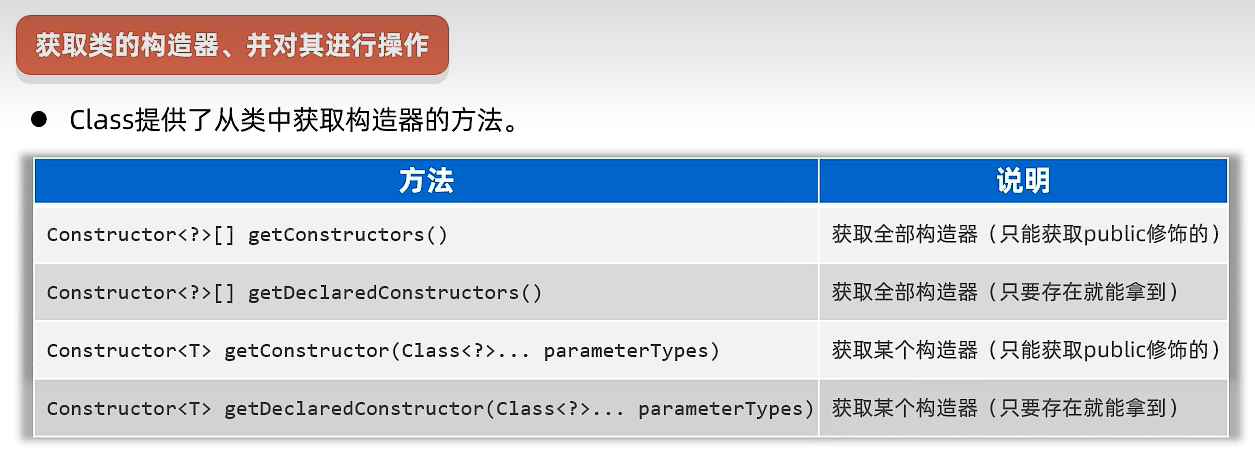 获取类的构造器、并对其进行操作
● Class提供了从类中获取构造器的方法。
方法 说明
Constructor<?>[] getConstructors() 获取全部构造器（只能获取public修饰的）
Constructor<?>[] getDeclaredConstructors() 获取全部构造器（只要存在就能拿到）
Constructor<T> getConstructor(Class<?>... parameterTypes) 获取某个构造器（只能获取public修饰的）
Constructor<T> getDeclaredConstructor(Class<?>... parameterTypes) 获取某个构造器（只要存在就能拿到）